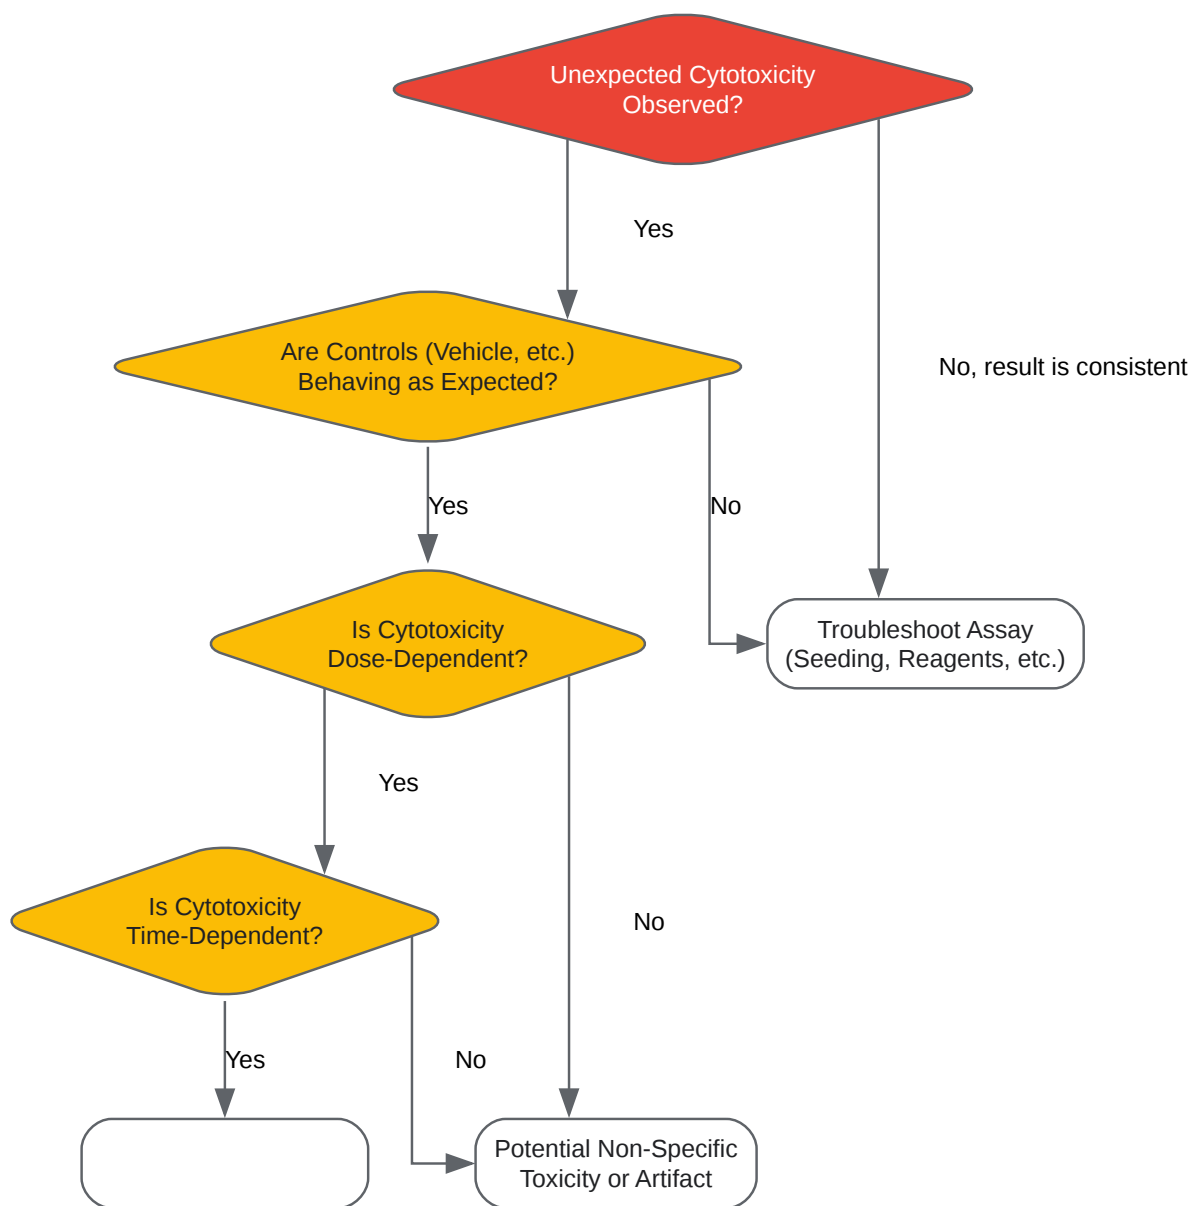 Unexpected Cytotoxicity
Observed?
Yes
Are Controls (Vehicle, etc.)
Behaving as Expected?
No, result is consistent
Yes
No
Is Cytotoxicity
Dose-Dependent?
Troubleshoot Assay
(Seeding, Reagents, etc.)
Yes
Is Cytotoxicity
Time-Dependent?
No
Yes
No
Potential Non-Specific
Toxicity or Artifact